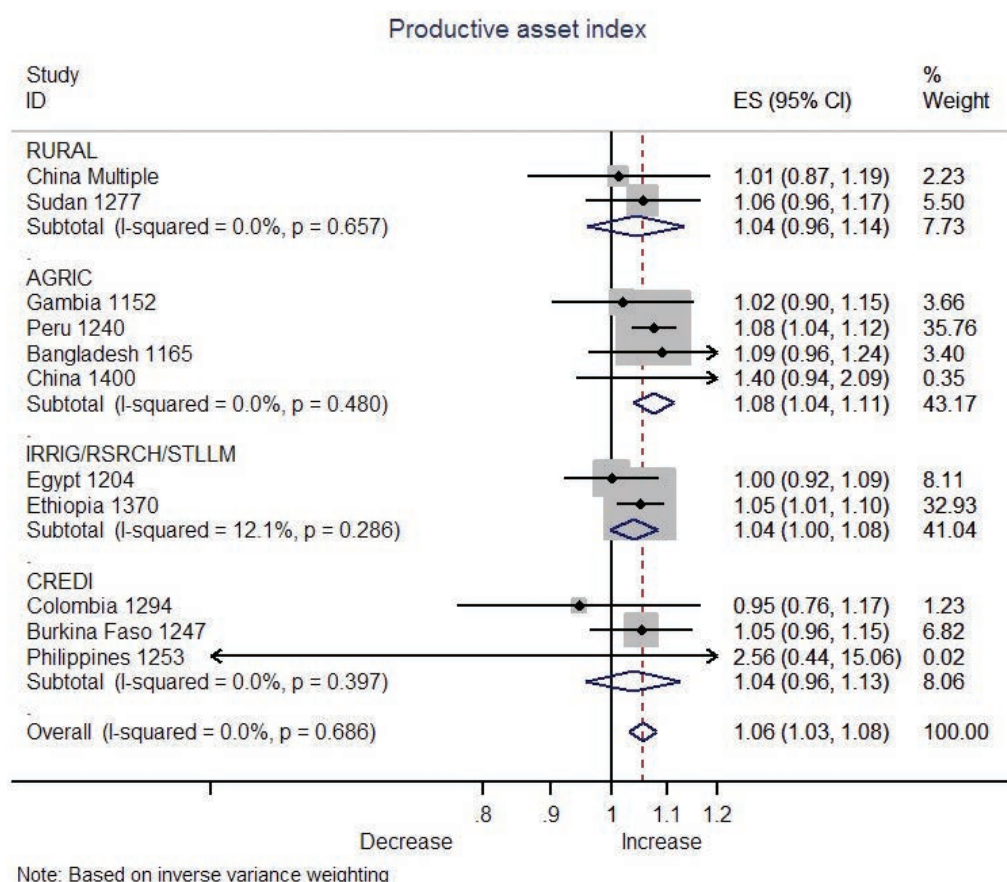 Productive asset index
Study ID ES (95% CI) % Weight
RURAL
China Multiple 1.01 (0.87, 1.19) 2.23
Sudan 1277 1.06 (0.96, 1.17) 5.50
Subtotal (I-squared = 0.0%, p = 0.657) 1.04 (0.96, 1.14) 7.73
.
AGRIC
Gambia 1152 1.02 (0.90, 1.15) 3.66
Peru 1240 1.08 (1.04, 1.12) 35.76
Bangladesh 1165 1.09 (0.96, 1.24) 3.40
China 1400 1.40 (0.94, 2.09) 0.35
Subtotal (I-squared = 0.0%, p = 0.480) 1.08 (1.04, 1.11) 43.17
.
IRRIG/RSRCH/STLLM
Egypt 1204 1.00 (0.92, 1.09) 8.11
Ethiopia 1370 1.05 (1.01, 1.10) 32.93
Subtotal (I-squared = 12.1%, p = 0.286) 1.04 (1.00, 1.08) 41.04
.
CREDI
Colombia 1294 0.95 (0.76, 1.17) 1.23
Burkina Faso 1247 1.05 (0.96, 1.15) 6.82
Philippines 1253 2.56 (0.44, 15.06) 0.02
Subtotal (I-squared = 0.0%, p = 0.397) 1.04 (0.96, 1.13) 8.06
.
Overall (I-squared = 0.0%, p = 0.686) 1.06 (1.03, 1.08) 100.00
.8 .9 1 1.1 1.2
Decrease Increase
Note: Based on inverse variance weighting